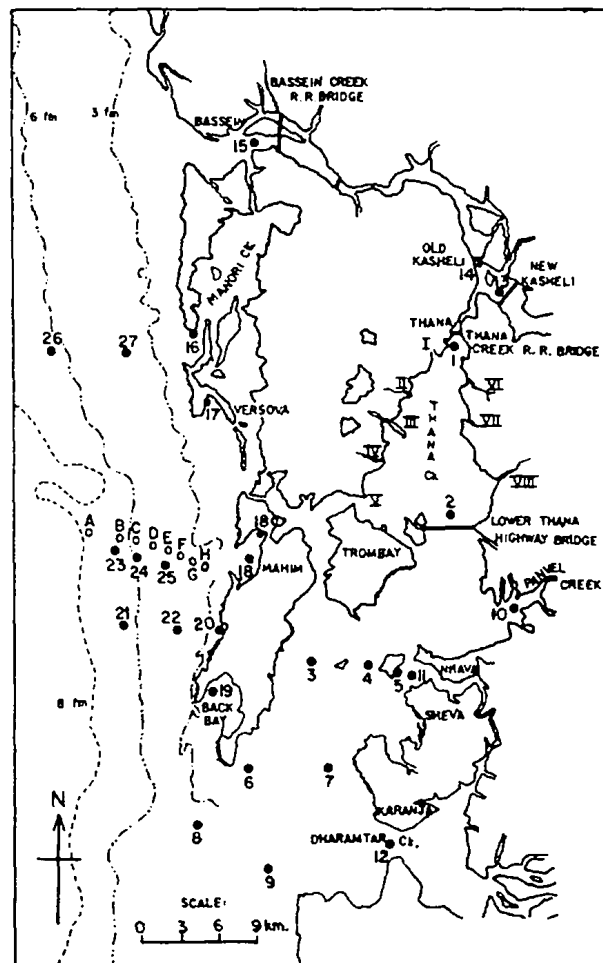 BASSEIN CREEK
R.R BRIDGE
6 fm
3 fm
BASSEIN
15
MANORI CK
OLD
KASHELI
14
13
NEW
KASHELI
THANA
THANA
CREEK R.R. BRIDGE
I
1
26
27
16
II
VI
17
VERSOVA
III
VII
THANA
Ck
IV
VIII
V
2
LOWER THANA
HIGHWAY BRIDGE
A
B
C
D
E
F
G
H
18
18
MAHIM
TROMBAY
23
24
25
PANVEL
CREEK
10
21
22
20
3
4
5
11
NHAVA
19
BACK
BAY
SHEVA
8 fm
6
7
KARANJA
N
8
DHARAMTAR Ck.
12
9
SCALE:
0 3 6 9 km.